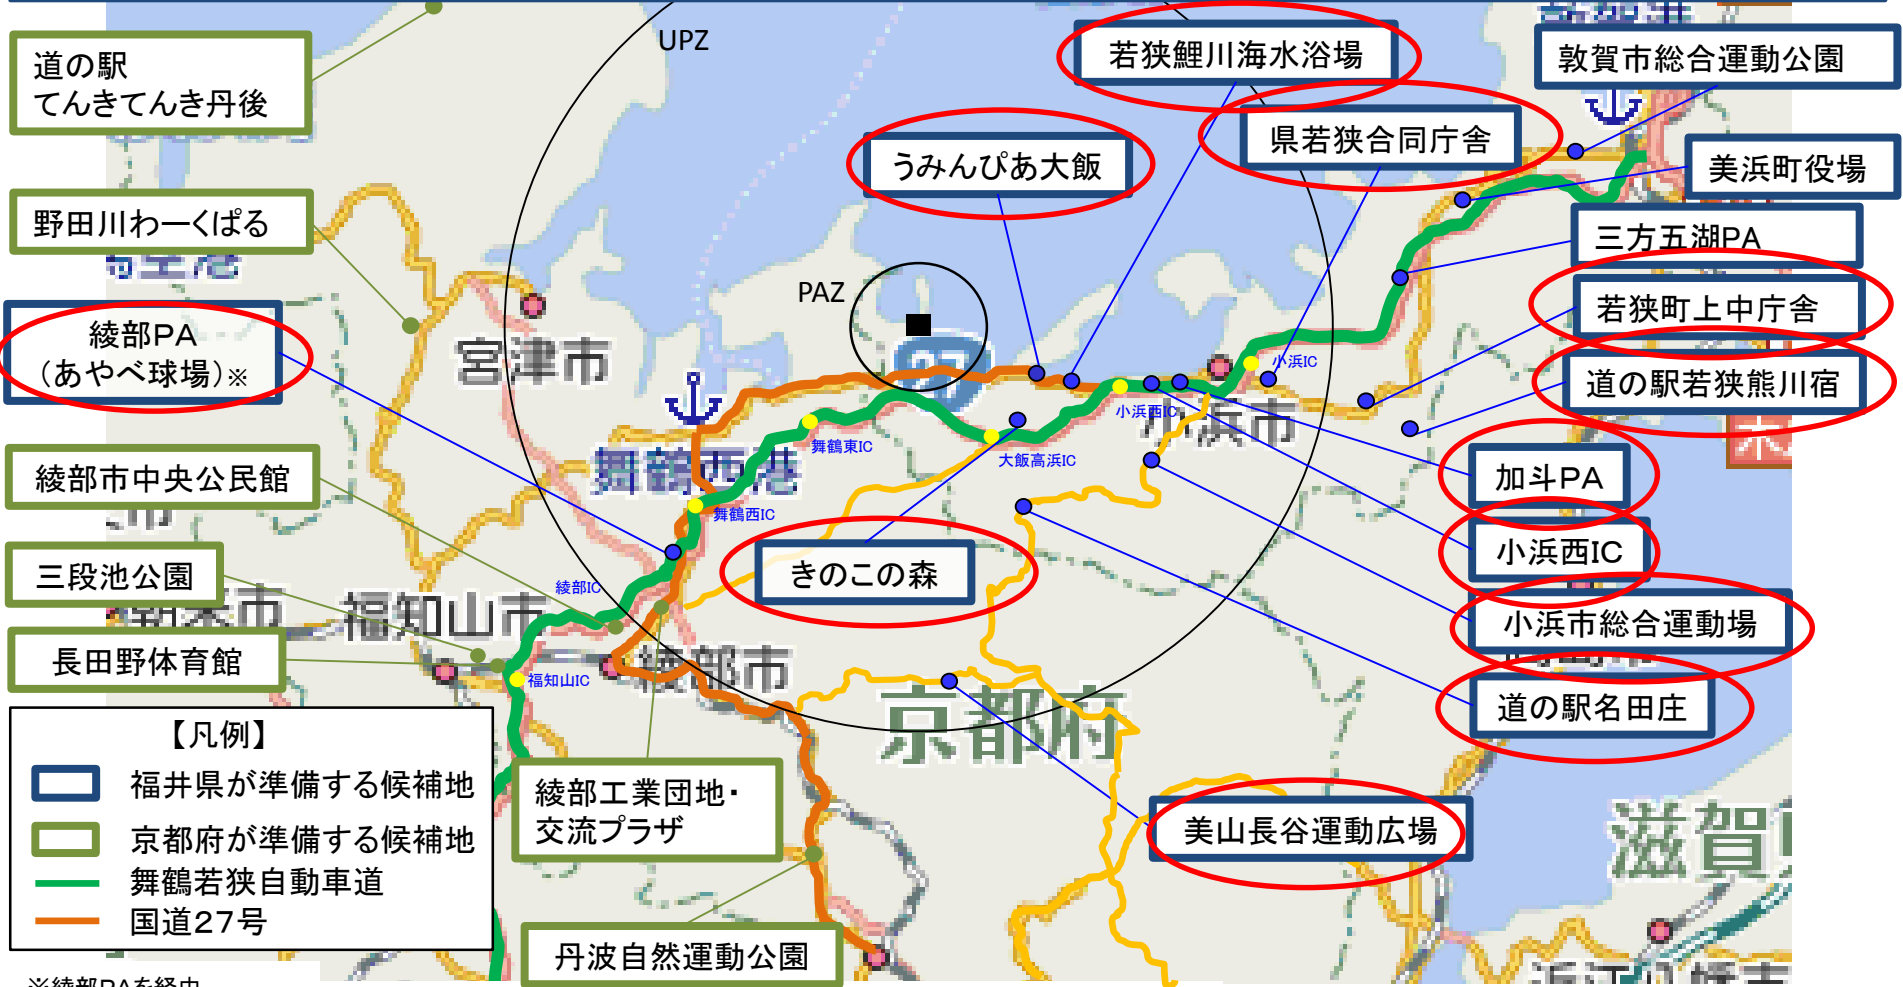 UPZ
若狭鯉川海水浴場
敦賀市総合運動公園
道の駅
てんきてんき丹後
県若狭合同庁舎
うみんぴあ大飯
美浜町役場
野田川わーくぱる
三方五湖PA
PAZ
若狭町上中庁舎
綾部PA
(あやべ球場)※
宮津市
27
小浜IC
道の駅若狭熊川宿
小浜西IC
小浜市
舞鶴東IC
大飯高浜IC
舞鶴西港
加斗PA
綾部市中央公民館
舞鶴西IC
小浜西IC
三段池公園
きのこの森
綾部IC
福知山市
小浜市総合運動場
長田野体育館
福知山IC
綾部市
京都府
道の駅名田庄
【凡例】
福井県が準備する候補地
京都府が準備する候補地
舞鶴若狭自動車道
国道27号
綾部工業団地・
交流プラザ
美山長谷運動広場
滋賀
丹波自然運動公園
※綾部PAを経由